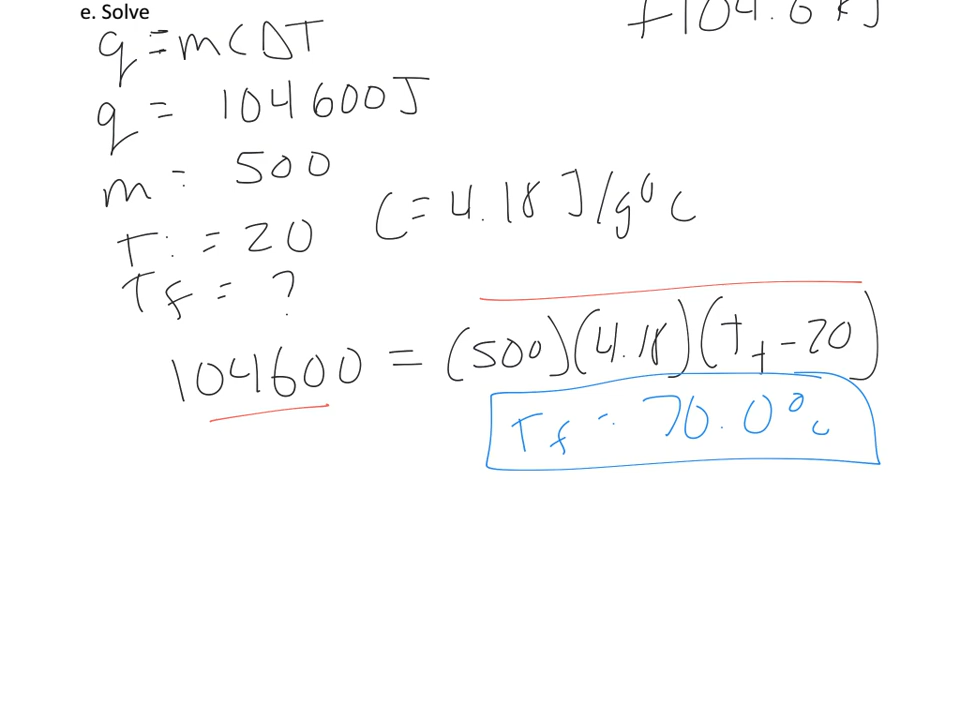 e. Solve
+104.6 kJ
q = mCΔT
q = 104600J
m = 500
C = 4.18 J/g°C
Ti = 20
Tf = ?
104600 = (500)(4.18)(Tf - 20)
Tf = 70.0°C